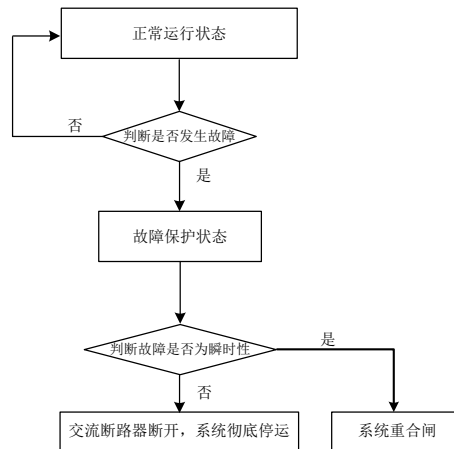 正常运行状态
否
判断是否发生故障
是
故障保护状态
判断故障是否为瞬时性
是
否
交流断路器断开，系统彻底停运
系统重合闸